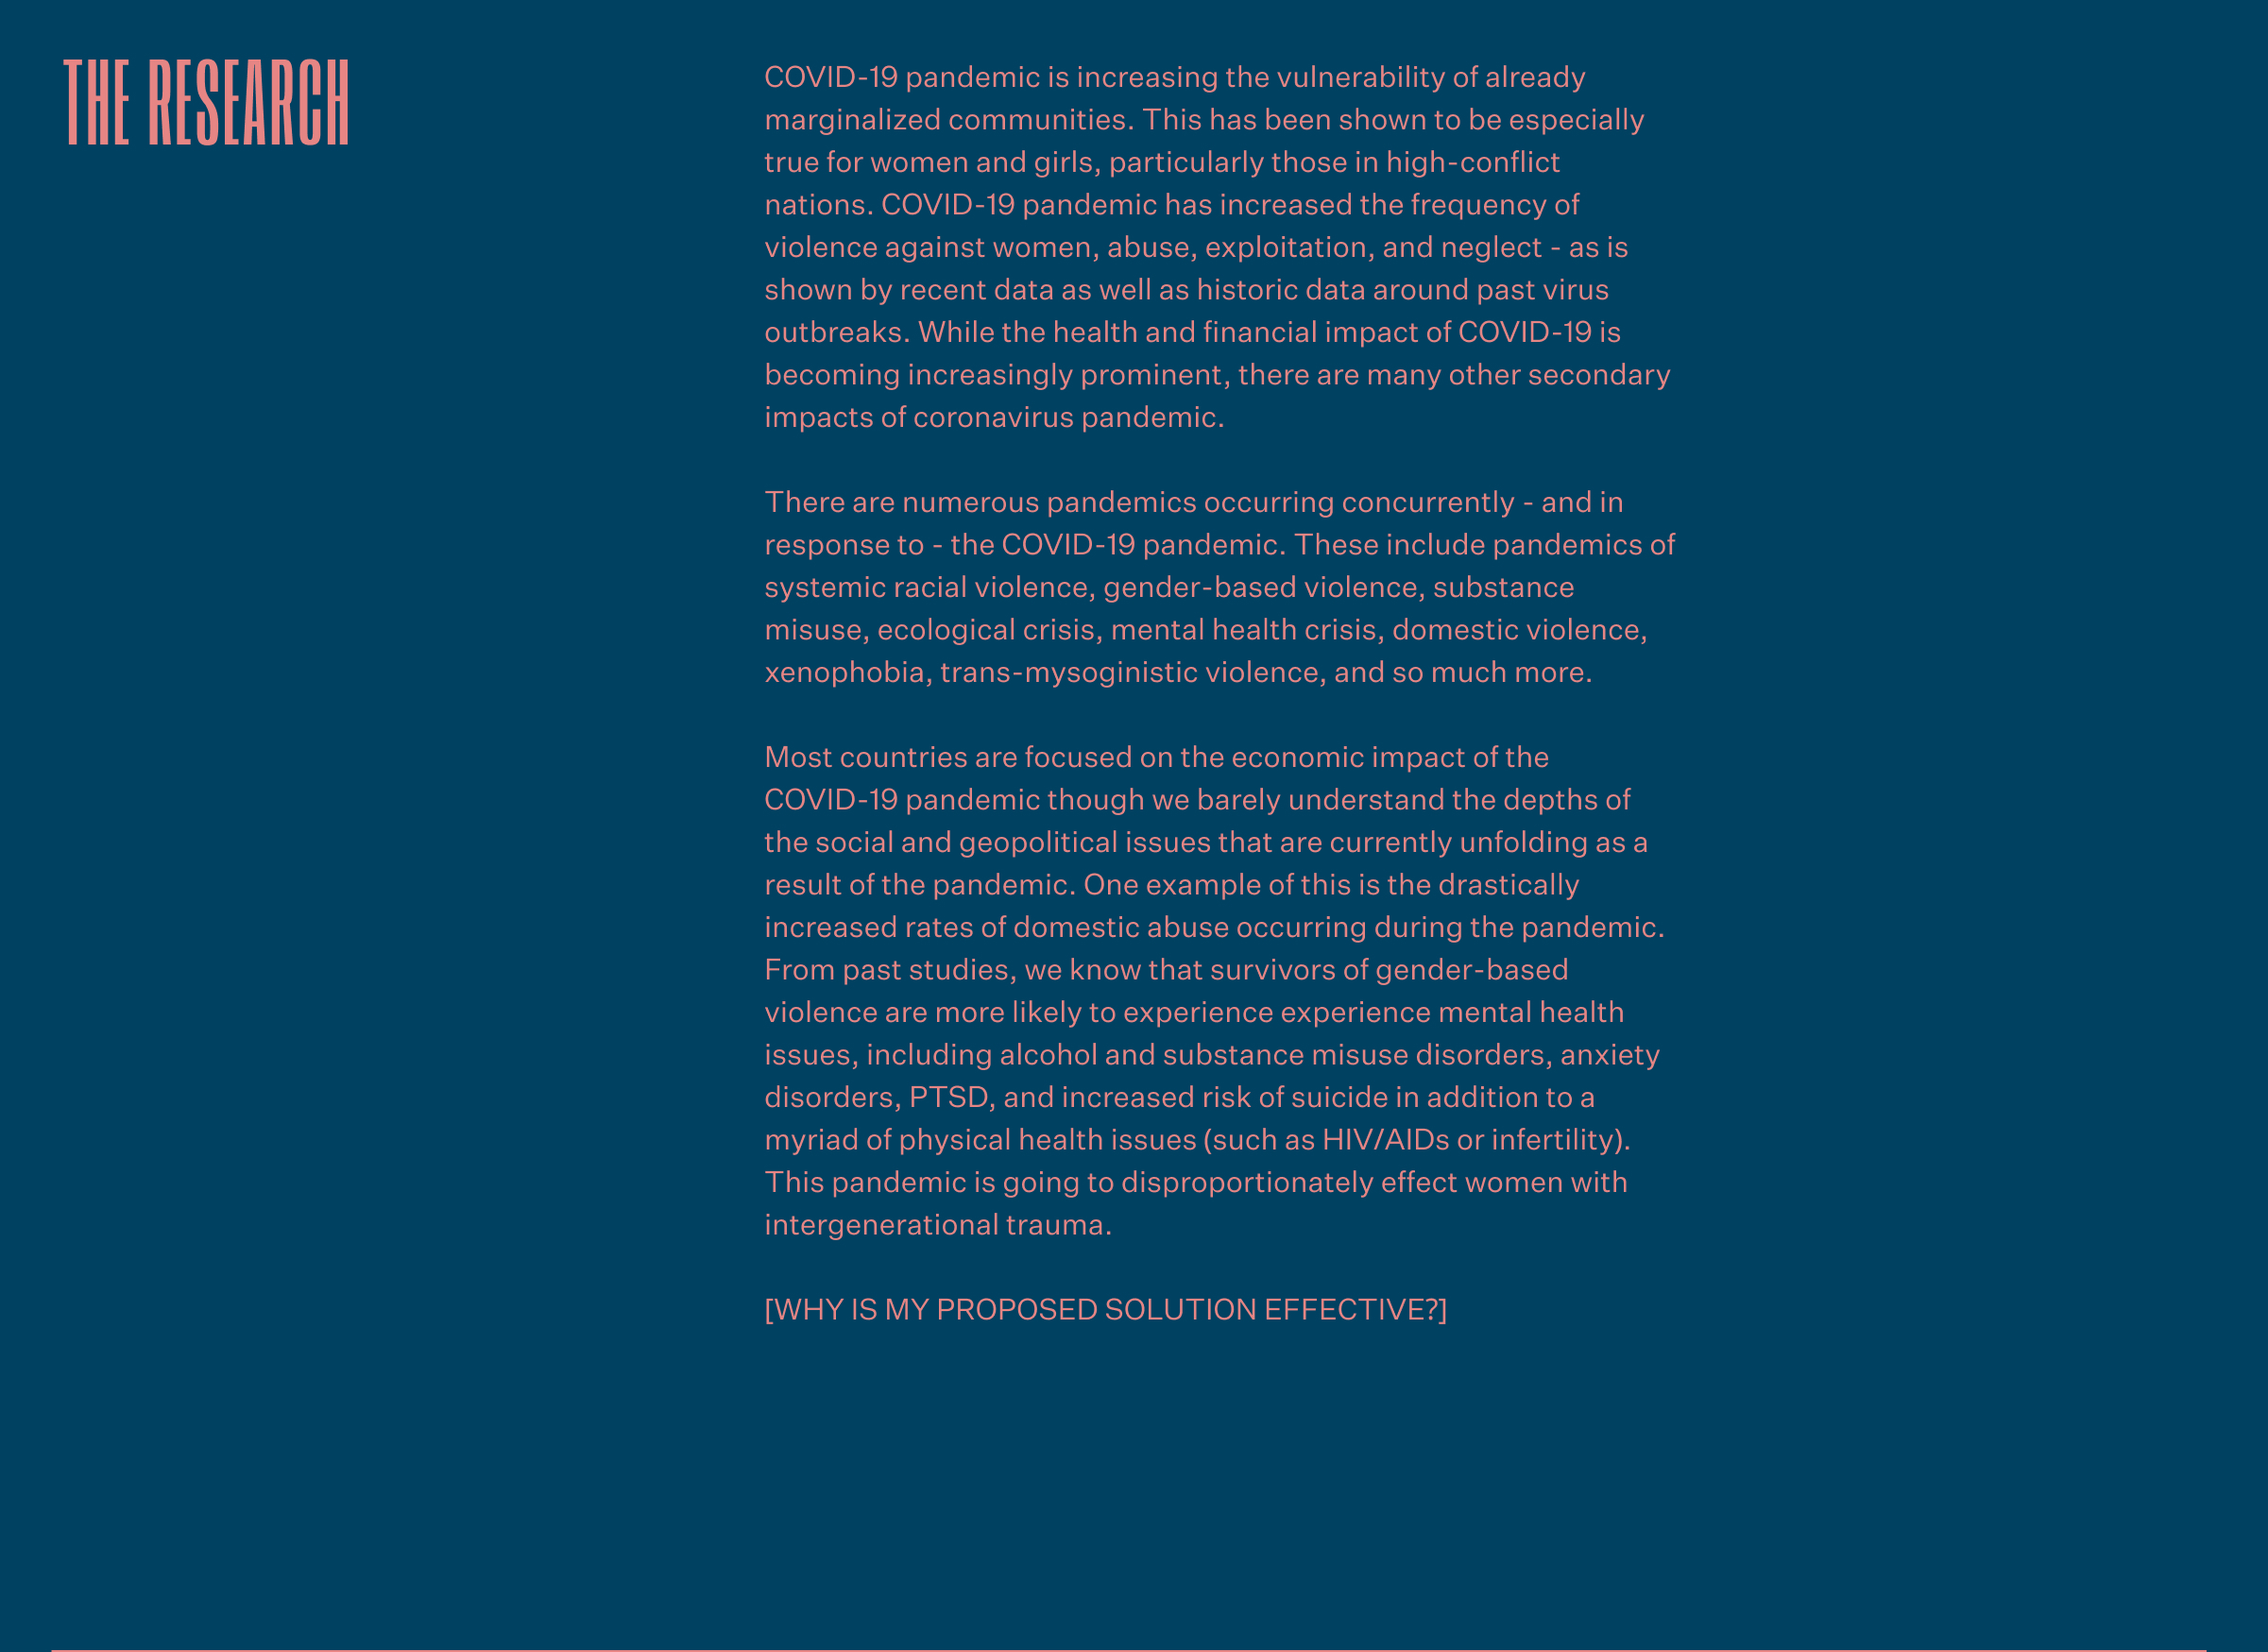 THE RESEARCH
COVID-19 pandemic is increasing the vulnerability of already
marginalized communities. This has been shown to be especially
true for women and girls, particularly those in high-conflict
nations. COVID-19 pandemic has increased the frequency of
violence against women, abuse, exploitation, and neglect - as is
shown by recent data as well as historic data around past virus
outbreaks. While the health and financial impact of COVID-19 is
becoming increasingly prominent, there are many other secondary
impacts of coronavirus pandemic.
There are numerous pandemics occurring concurrently - and in
response to - the COVID-19 pandemic. These include pandemics of
systemic racial violence, gender-based violence, substance
misuse, ecological crisis, mental health crisis, domestic violence,
xenophobia, trans-mysoginistic violence, and so much more.
Most countries are focused on the economic impact of the
COVID-19 pandemic though we barely understand the depths of
the social and geopolitical issues that are currently unfolding as a
result of the pandemic. One example of this is the drastically
increased rates of domestic abuse occurring during the pandemic.
From past studies, we know that survivors of gender-based
violence are more likely to experience experience mental health
issues, including alcohol and substance misuse disorders, anxiety
disorders, PTSD, and increased risk of suicide in addition to a
myriad of physical health issues (such as HIV/AIDs or infertility).
This pandemic is going to disproportionately effect women with
intergenerational trauma.
[WHY IS MY PROPOSED SOLUTION EFFECTIVE?]